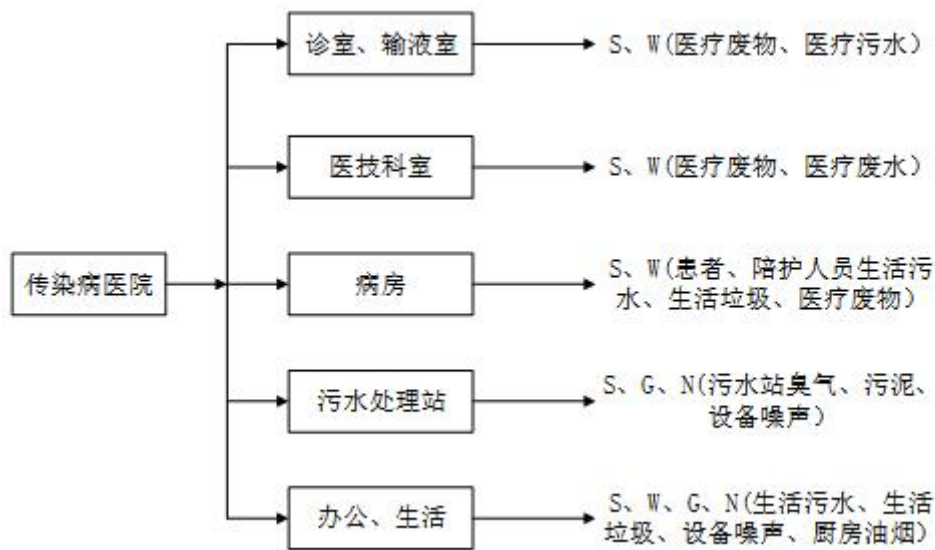 诊室、输液室
S、W(医疗废物、医疗污水)
医技科室
S、W(医疗废物、医疗废水)
传染病医院
病房
S、W(患者、陪护人员生活污
水、生活垃圾、医疗废物)
污水处理站
S、G、N(污水站臭气、污泥、
设备噪声)
办公、生活
S、W、G、N(生活污水、生活
垃圾、设备噪声、厨房油烟)